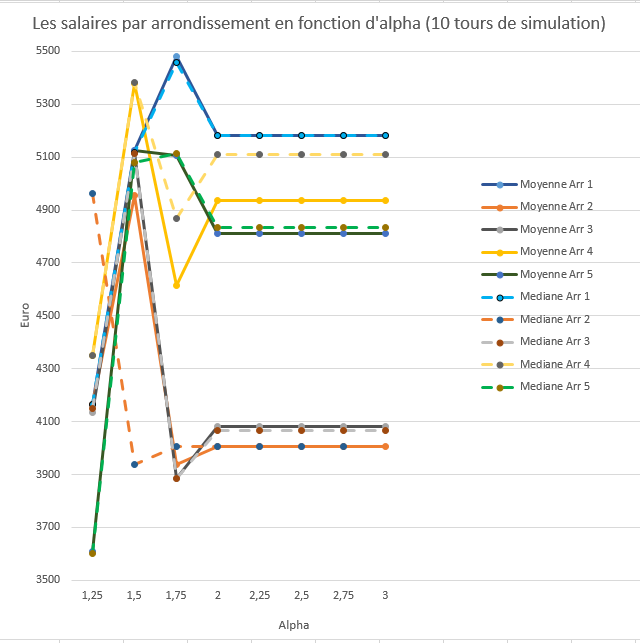 Les salaires par arrondissement en fonction d'alpha (10 tours de simulation)
5500
5300
5100
4900
4700
4500
4300
4100
3900
3700
3500
Euro
1,25 1,5 1,75 2 2,25 2,5 2,75 3
Alpha
Moyenne Arr 1
Moyenne Arr 2
Moyenne Arr 3
Moyenne Arr 4
Moyenne Arr 5
Mediane Arr 1
Mediane Arr 2
Mediane Arr 3
Mediane Arr 4
Mediane Arr 5